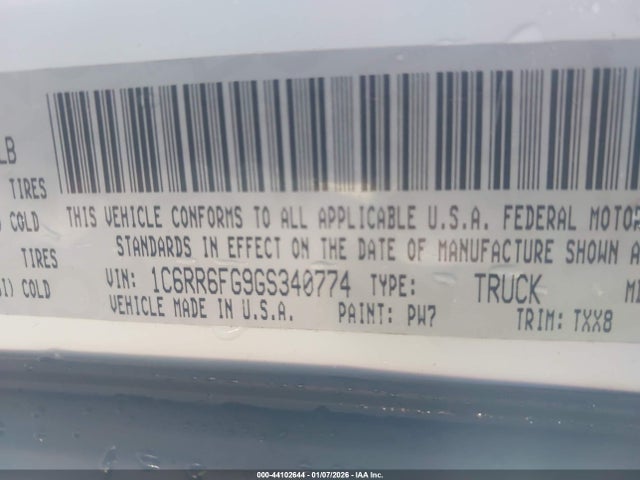 LB
TIRES
COLD
TIRES
SI) COLD
THIS VEHICLE CONFORMS TO ALL APPLICABLE U.S.A. FEDERAL MOTOR
STANDARDS IN EFFECT ON THE DATE OF MANUFACTURE SHOWN A
VIN: 1C6RR6FG9GS340774 TYPE: TRUCK
VEHICLE MADE IN U.S.A. PAINT: PW7 TRIM: TXX8
000-44102644 | 01/07/2026 - © IAA Inc.